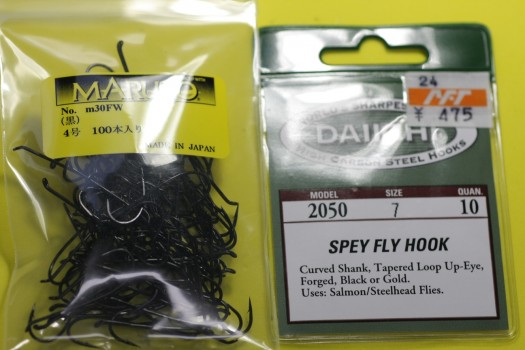 MARUTO
No. m30FW
(黒)
4号 100本入り
MADE IN JAPAN
24
¥ 475
WORLD'S SHARPEST
DAIICHI
HIGH CARBON STEEL HOOKS
MODEL SIZE QUAN.
2050 7 10
SPEY FLY HOOK
Curved Shank, Tapered Loop Up-Eye,
Forged, Black or Gold.
Uses: Salmon/Steelhead Flies.